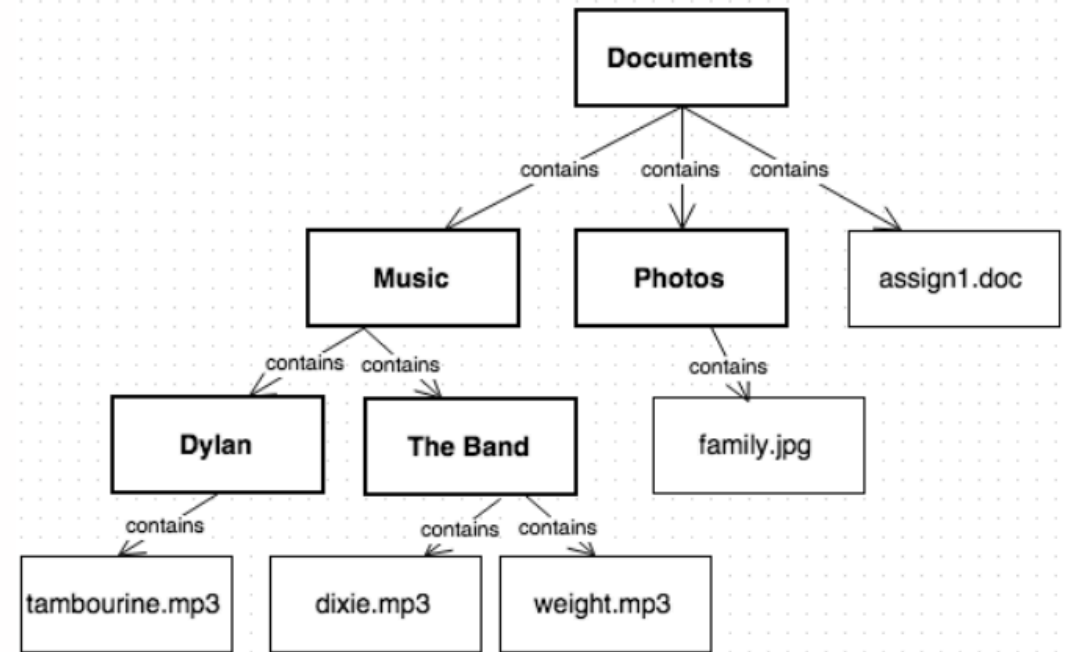 Documents
contains
contains
contains
Music
Photos
assign1.doc
contains
contains
contains
Dylan
The Band
family.jpg
contains
contains
contains
tambourine.mp3
dixie.mp3
weight.mp3